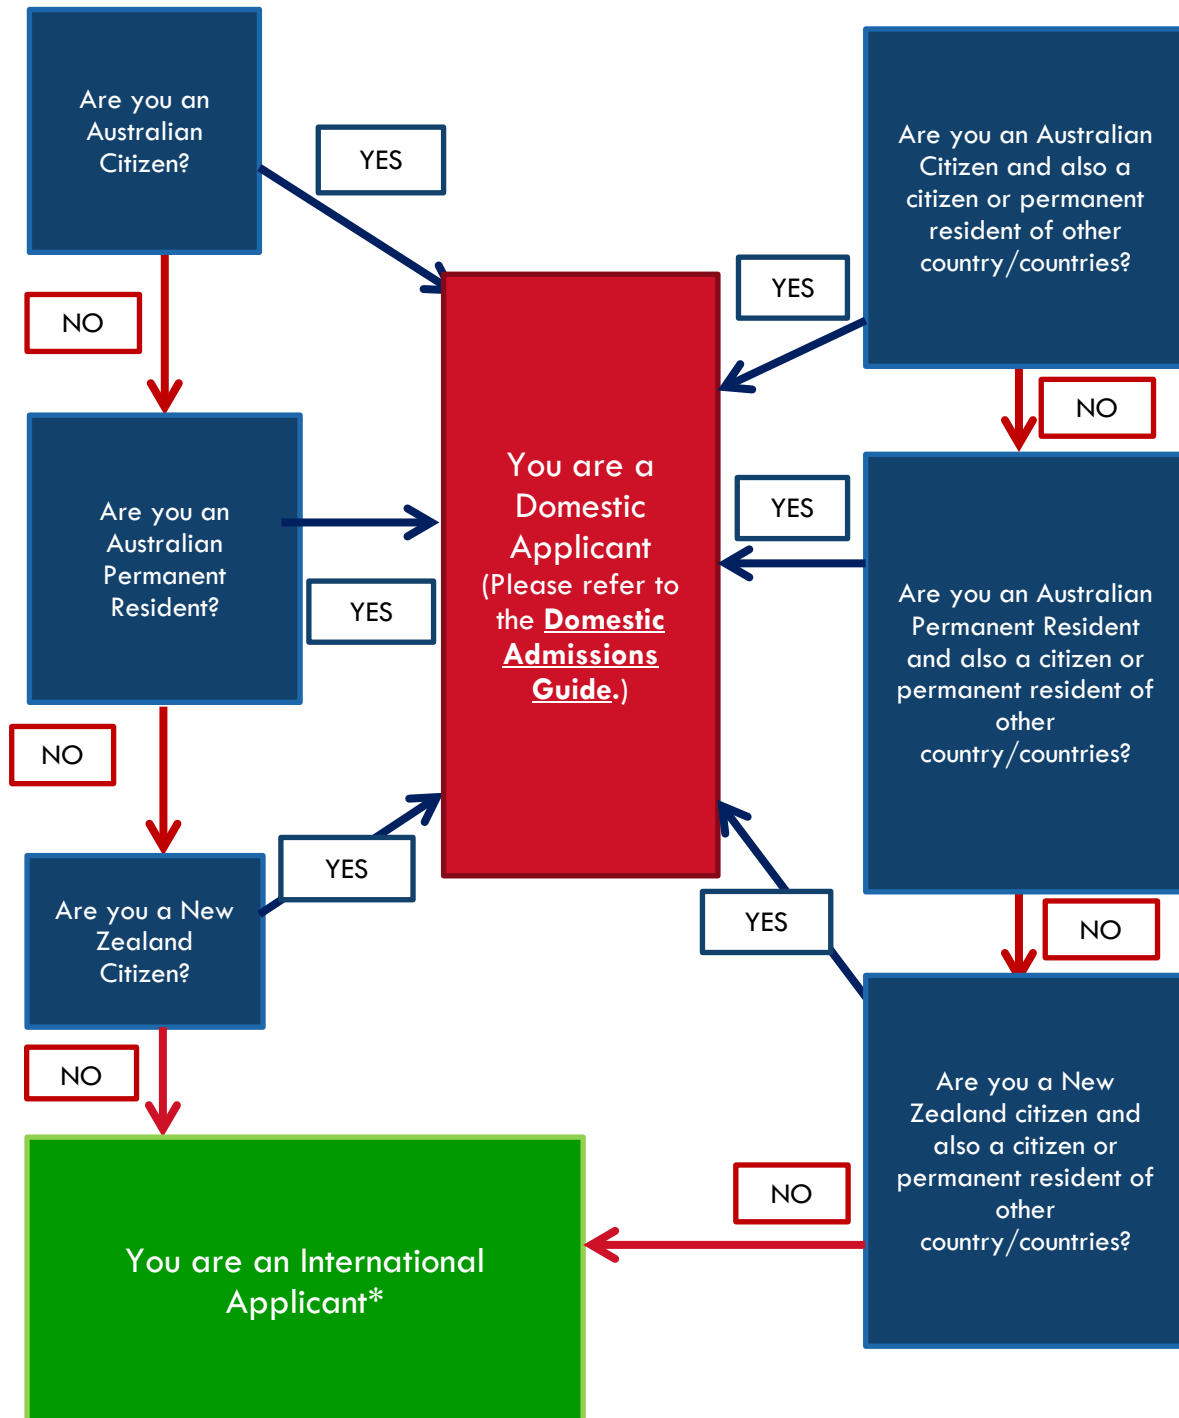 Are you an
Australian
Citizen?
YES
NO
Are you an
Australian
Permanent
Resident?
YES
NO
Are you a New
Zealand
Citizen?
YES
NO
You are a
Domestic
Applicant
(Please refer to
the Domestic
Admissions
Guide.)
Are you an Australian
Citizen and also a
citizen or permanent
resident of other
country/countries?
YES
NO
Are you an Australian
Permanent Resident
and also a citizen or
permanent resident of
other
country/countries?
YES
NO
Are you a New
Zealand citizen and
also a citizen or
permanent resident of
other
country/countries?
YES
NO
You are an International
Applicant*